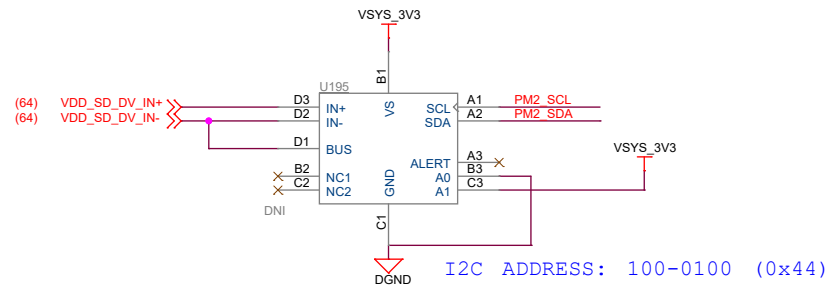 VSYS_3V3
U195
B1
VS
(64) VDD_SD_DV_IN+ D3 IN+ SCL A1 PM2_SCL
(64) VDD_SD_DV_IN- D2 IN- SDA A2 PM2_SDA
D1 BUS
VSYS_3V3
ALERT A3
B2 NC1 A0 B3
C2 NC2 A1 C3
GND
DNI
C1
DGND
I2C ADDRESS: 100-0100 (0x44)